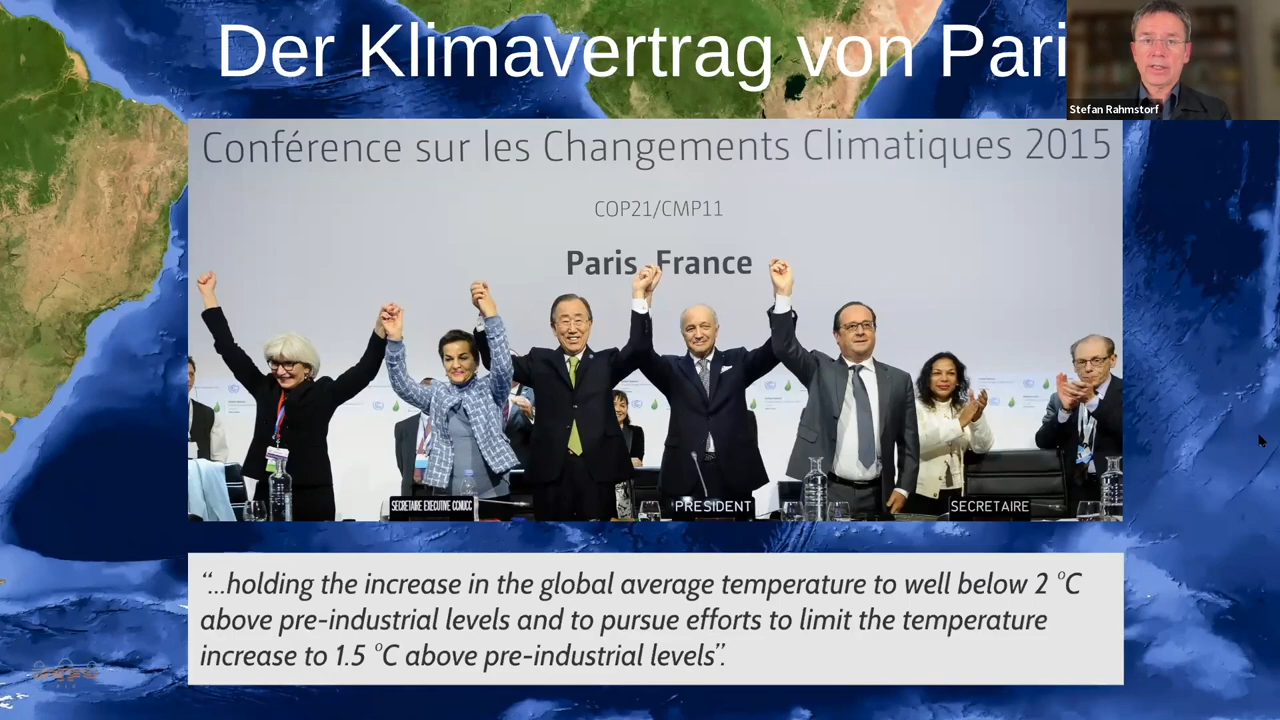 Der Klimavertrag von Pari
Stefan Rahmstorf
Conférence sur les Changements Climatiques 2015
COP21/CMP11
Paris, France
SECRETAIRE EXECUTIVE CCNUCC
PRESIDENT
SECRETAIRE
“...holding the increase in the global average temperature to well below 2 °C
above pre-industrial levels and to pursue efforts to limit the temperature
increase to 1.5 °C above pre-industrial levels”.